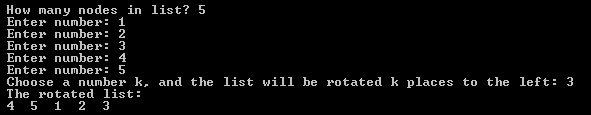 How many nodes in list? 5
Enter number: 1
Enter number: 2
Enter number: 3
Enter number: 4
Enter number: 5
Choose a number k, and the list will be rotated k places to the left: 3
The rotated list:
4  5  1  2  3